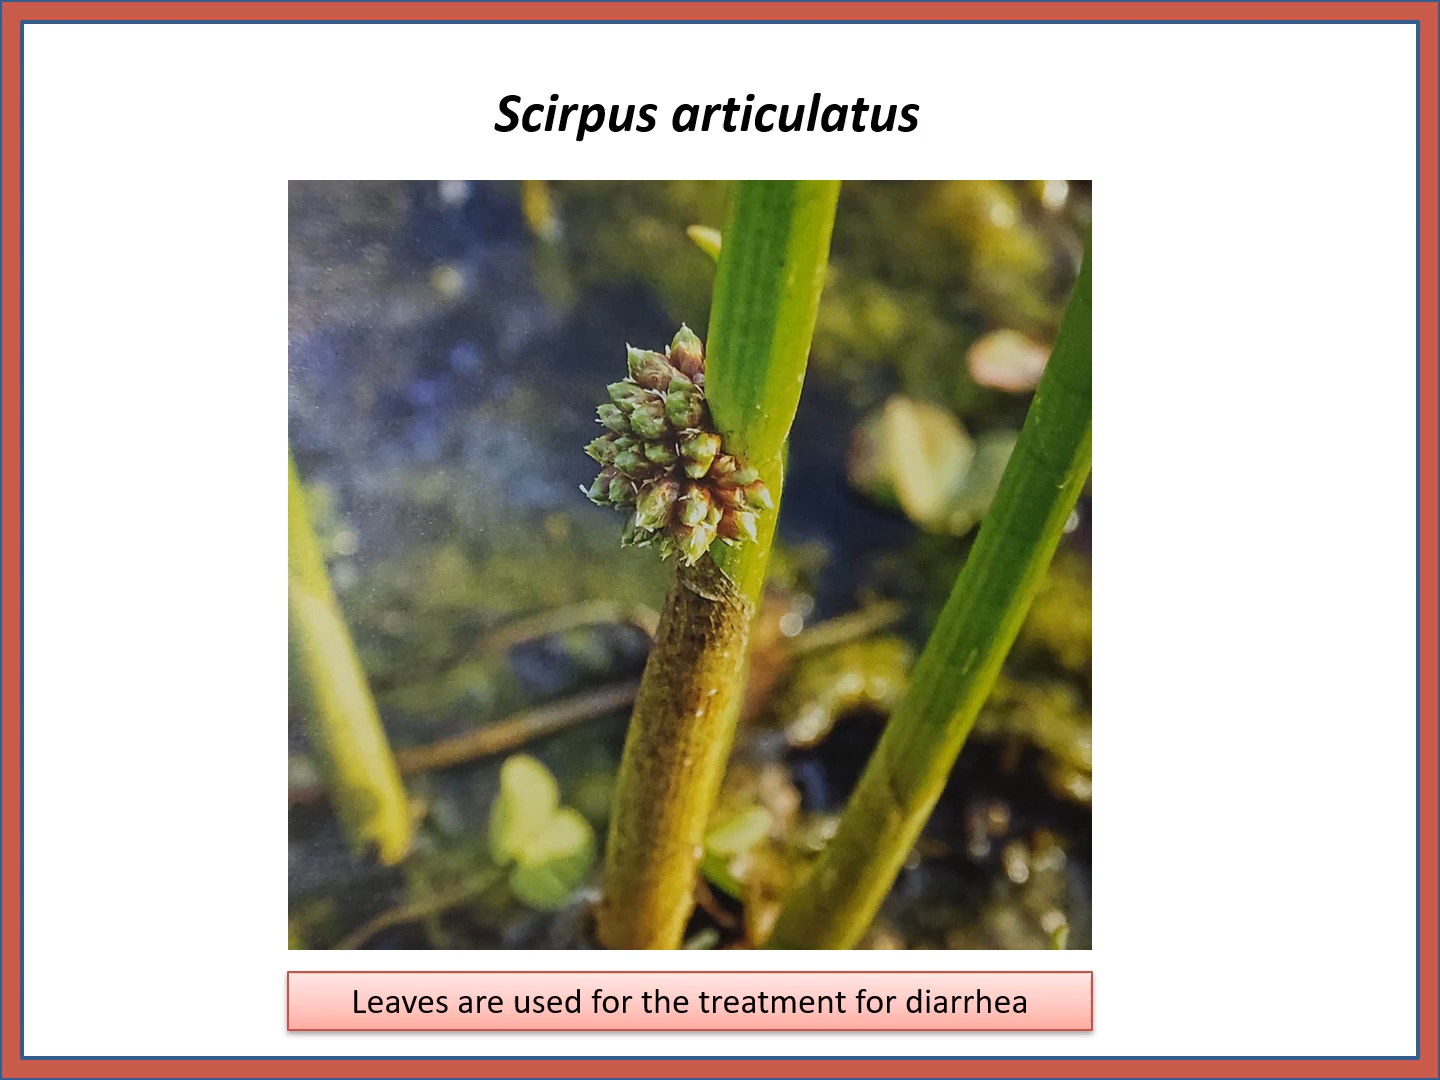 Scirpus articulatus
Leaves are used for the treatment for diarrhea